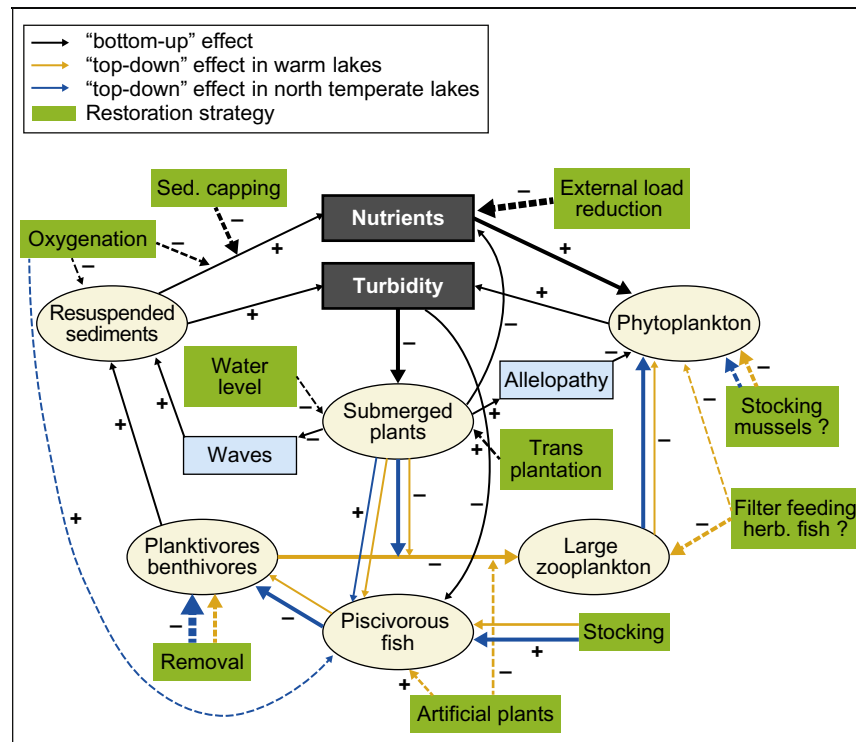 “bottom-up” effect
“top-down” effect in warm lakes
“top-down” effect in north temperate lakes
Restoration strategy
Sed. capping
–
Nutrients
–
External load
reduction
Oxygenation
–
–
–
+
+
Turbidity
Resuspended
sediments
+
+
Phytoplankton
–
–
Water
level
–
Allelopathy
–
–
–
Stocking
mussels ?
Submerged
plants
+
+
–
Waves
–
+
+
Trans
plantation
–
+
–
–
–
Filter feeding
herb. fish ?
+
Planktivores
benthivores
–
Large
zooplankton
–
–
Piscivorous
fish
Stocking
+
Removal
–
+
Artificial plants